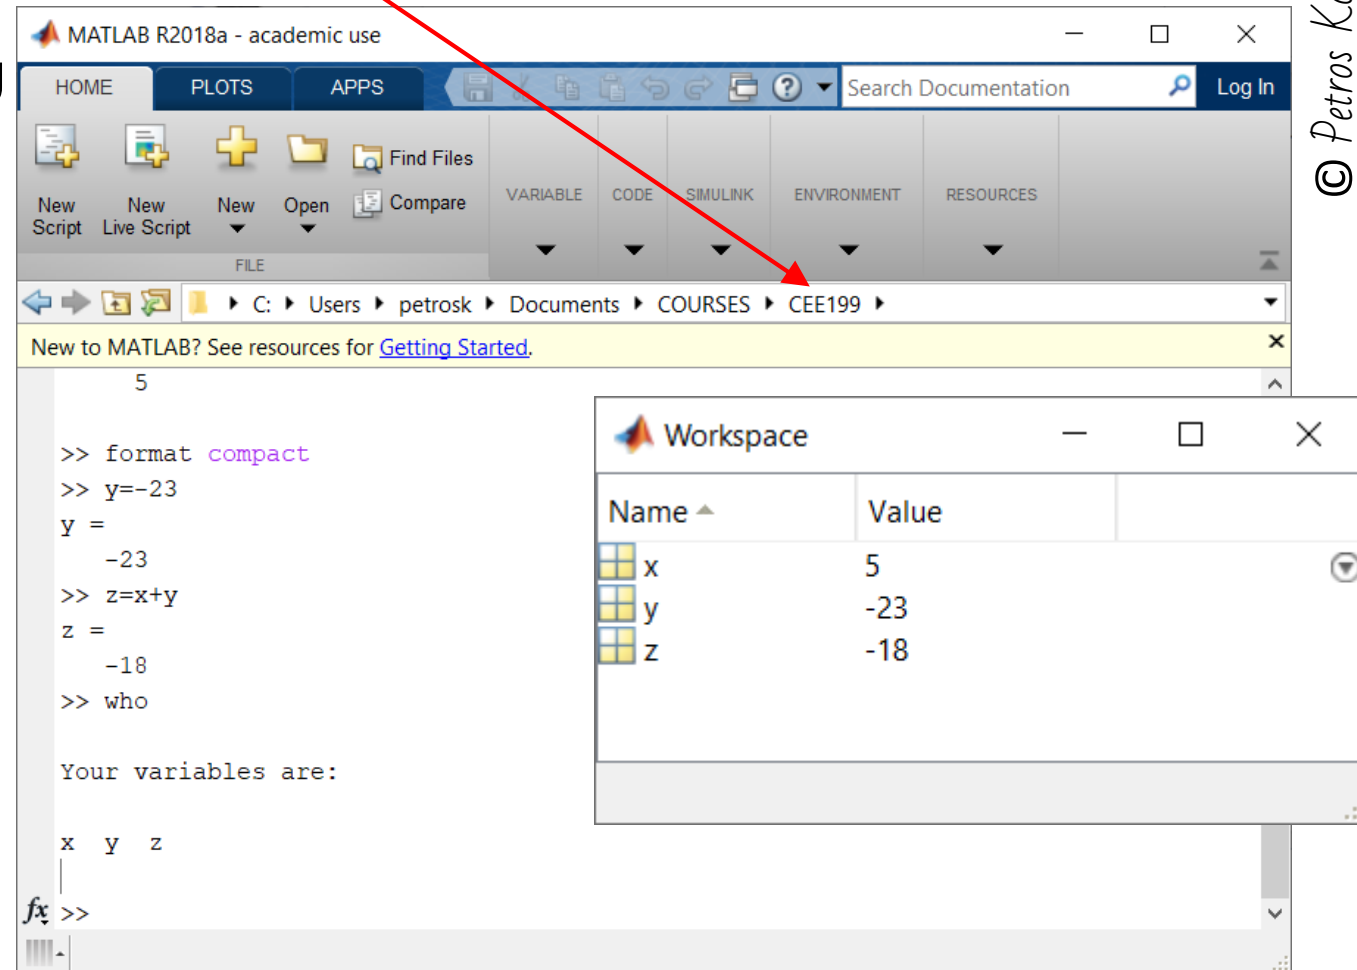 MATLAB R2018a - academic use
HOME PLOTS APPS Search Documentation Log In
New Script
New Live Script
New
Open
Find Files
Compare
FILE
VARIABLE CODE SIMULINK ENVIRONMENT RESOURCES
C: Users petrosk Documents COURSES CEE199
New to MATLAB? See resources for Getting Started.
5
>> format compact
>> y=-23
y =
-23
>> z=x+y
z =
-18
>> who
Your variables are:
x y z
fx >>
Workspace
Name Value
x 5
y -23
z -18
© Petros